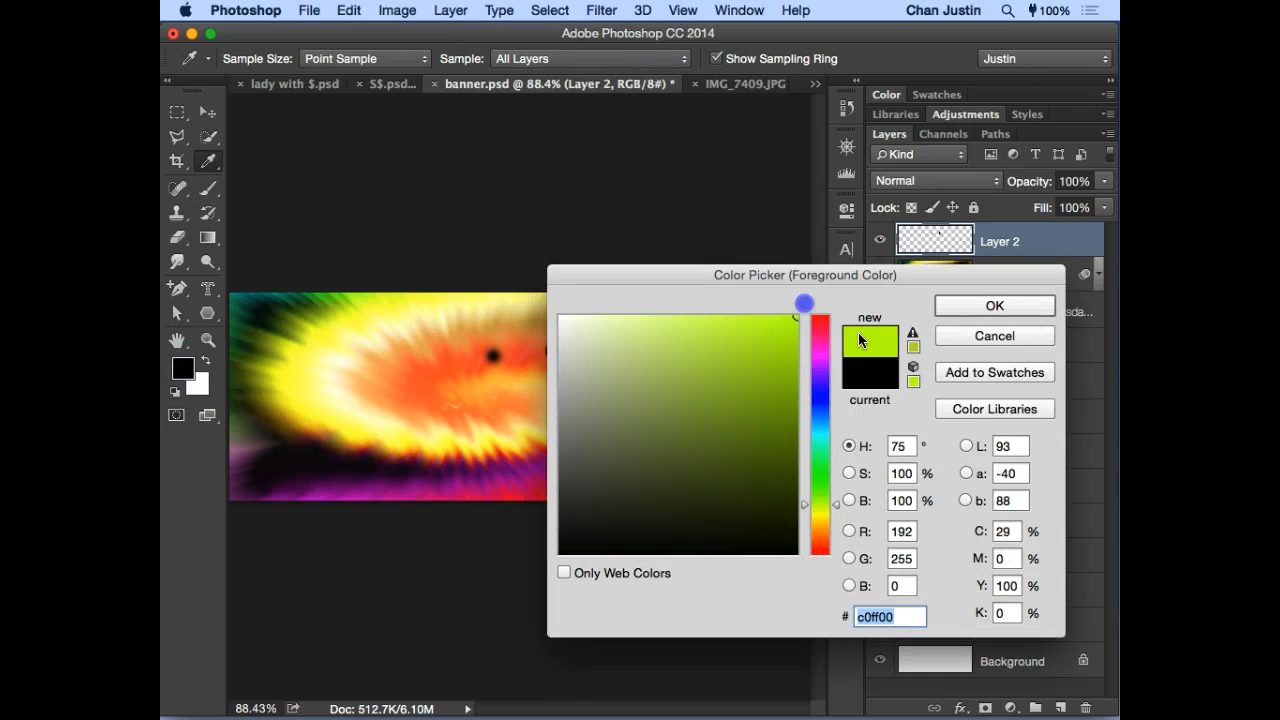 Photoshop File Edit Image Layer Type Select Filter 3D View Window Help Chan Justin 100%
Adobe Photoshop CC 2014
Sample Size: Point Sample Sample: All Layers Show Sampling Ring Justin
× lady with $.psd × S$.psd... × banner.psd @ 88.4% (Layer 2, RGB/8#) * × IMG_7409.JPG >>
Color Swatches
Libraries Adjustments Styles
Layers Channels Paths
Kind
Normal Opacity: 100%
Lock: Fill: 100%
Layer 2
Color Picker (Foreground Color)
new
OK
Cancel
Add to Swatches
current
Color Libraries
H: 75 ° L: 93
S: 100 % a: -40
B: 100 % b: 88
R: 192 C: 29 %
G: 255 M: 0 %
B: 0 Y: 100 %
# c0ff00 K: 0 %
Only Web Colors
Background
88.43% Doc: 512.7K/6.10M